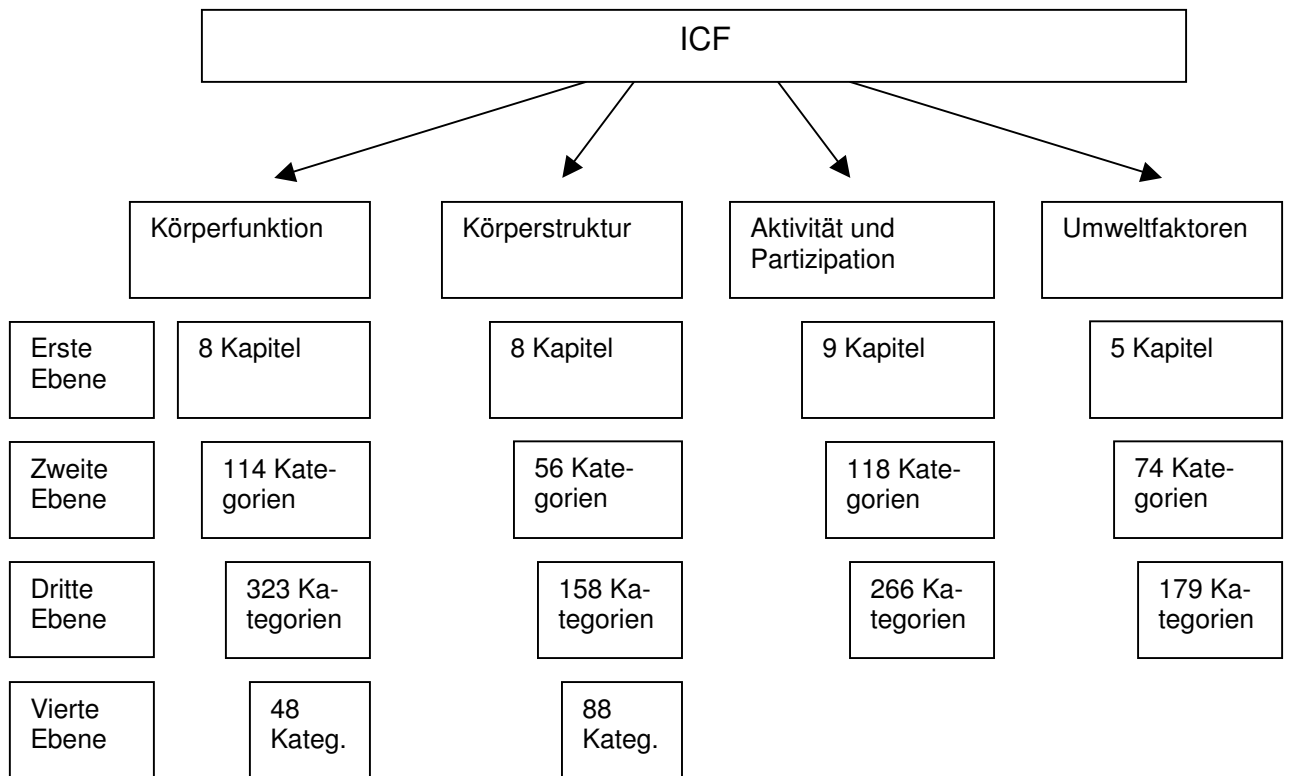 ICF
Körperfunktion
Körperstruktur
Aktivität und
Partizipation
Umweltfaktoren
Erste
Ebene
8 Kapitel
8 Kapitel
9 Kapitel
5 Kapitel
Zweite
Ebene
114 Kate-
gorien
56 Kate-
gorien
118 Kate-
gorien
74 Kate-
gorien
Dritte
Ebene
323 Ka-
tegorien
158 Ka-
tegorien
266 Ka-
tegorien
179 Ka-
tegorien
Vierte
Ebene
48
Kateg.
88
Kateg.